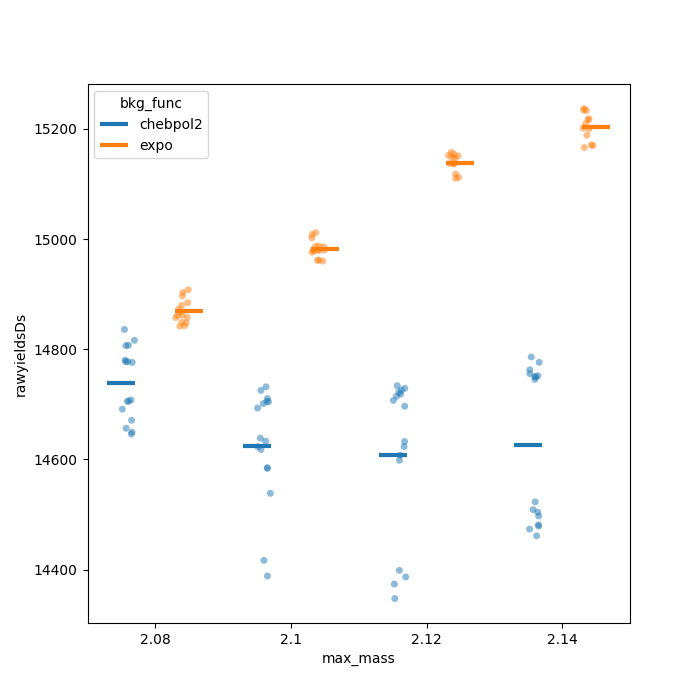 bkg_func
chebpol2
expo
15200
15000
14800
14600
14400
rawyieldsDs
2.08
2.1
2.12
2.14
max_mass